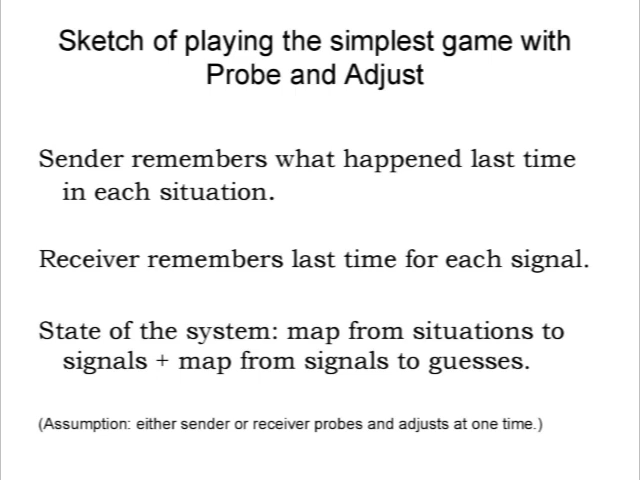 Sketch of playing the simplest game with
Probe and Adjust
Sender remembers what happened last time
in each situation.
Receiver remembers last time for each signal.
State of the system: map from situations to
signals + map from signals to guesses.
(Assumption: either sender or receiver probes and adjusts at one time.)